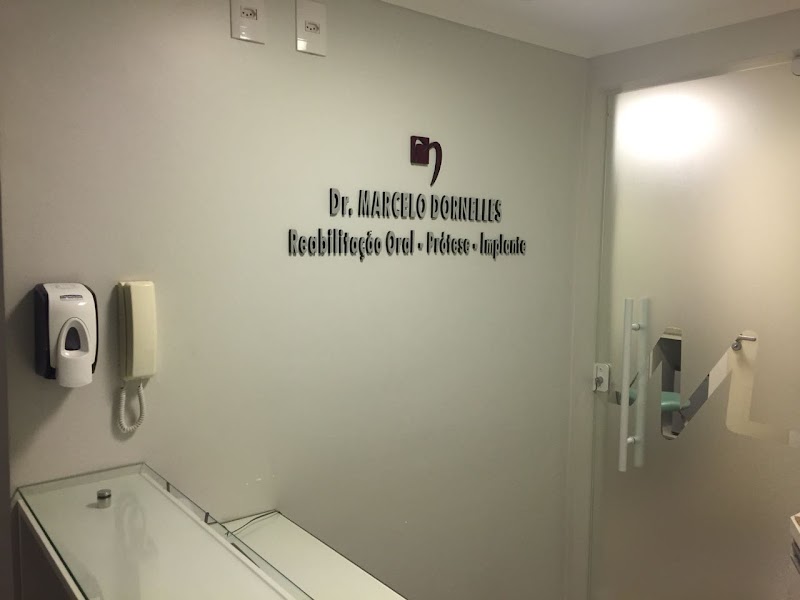 Dr. MARCELO DORNELLES
Reabilitação Oral - Prótese - Implante